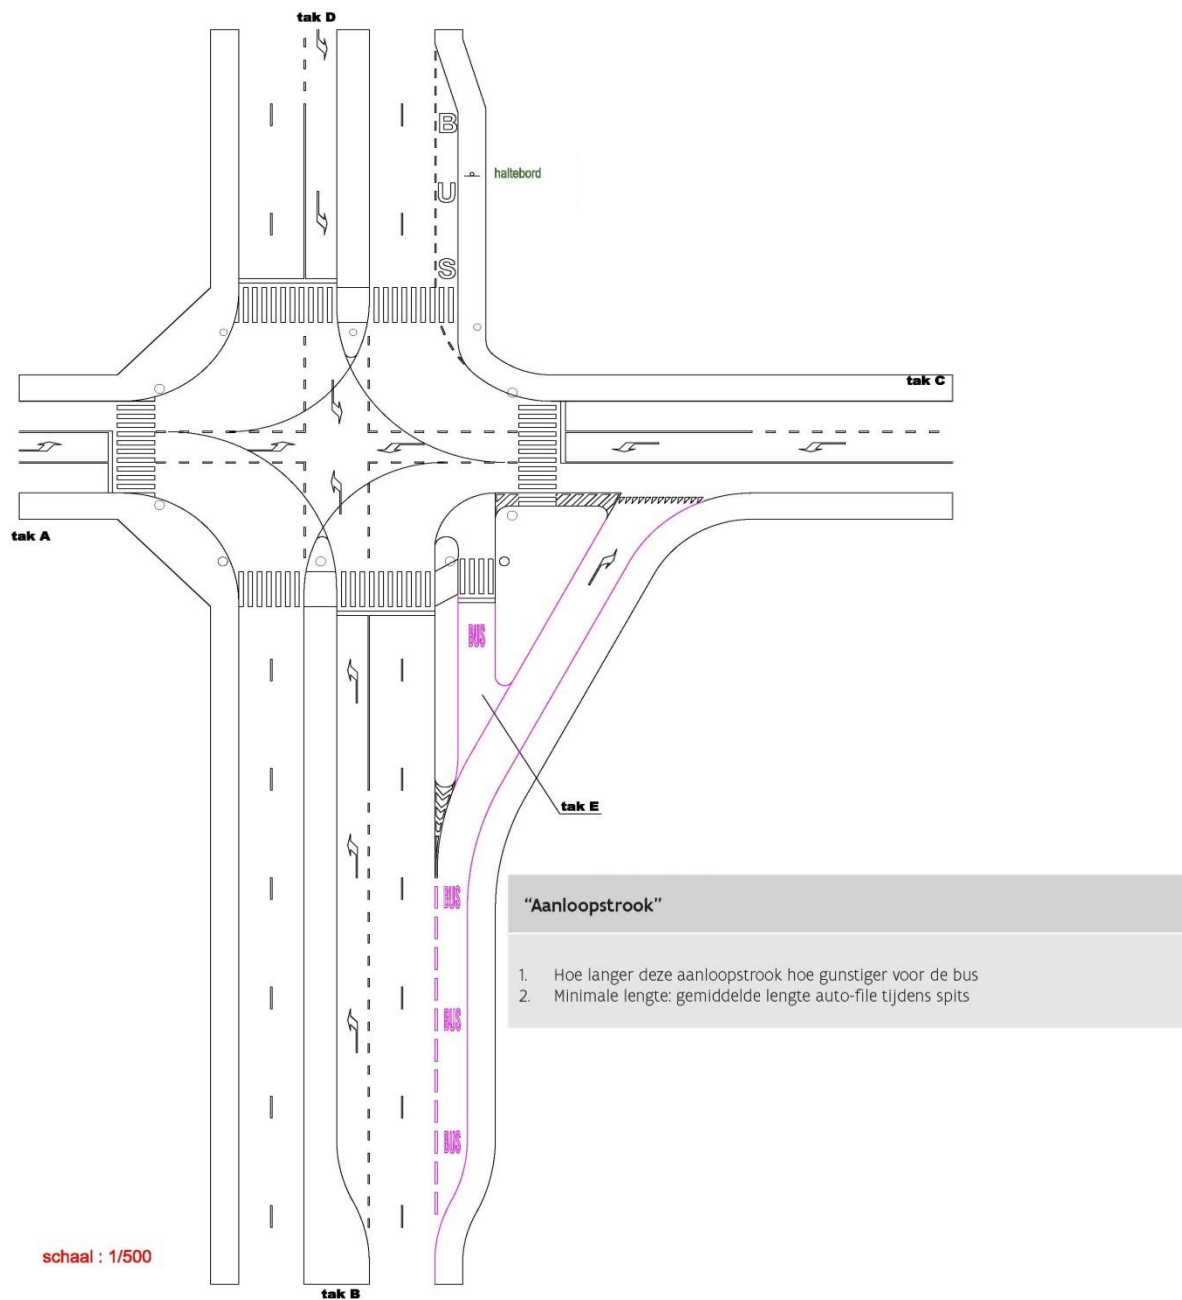 tak D
B
U
S
haltebord
tak C
tak A
BUS
tak E
BUS
BUS
BUS
“Aanloopstrook”
1. Hoe langer deze aanloopstrook hoe gunstiger voor de bus
2. Minimale lengte: gemiddelde lengte auto-file tijdens spits
schaal : 1/500
tak B